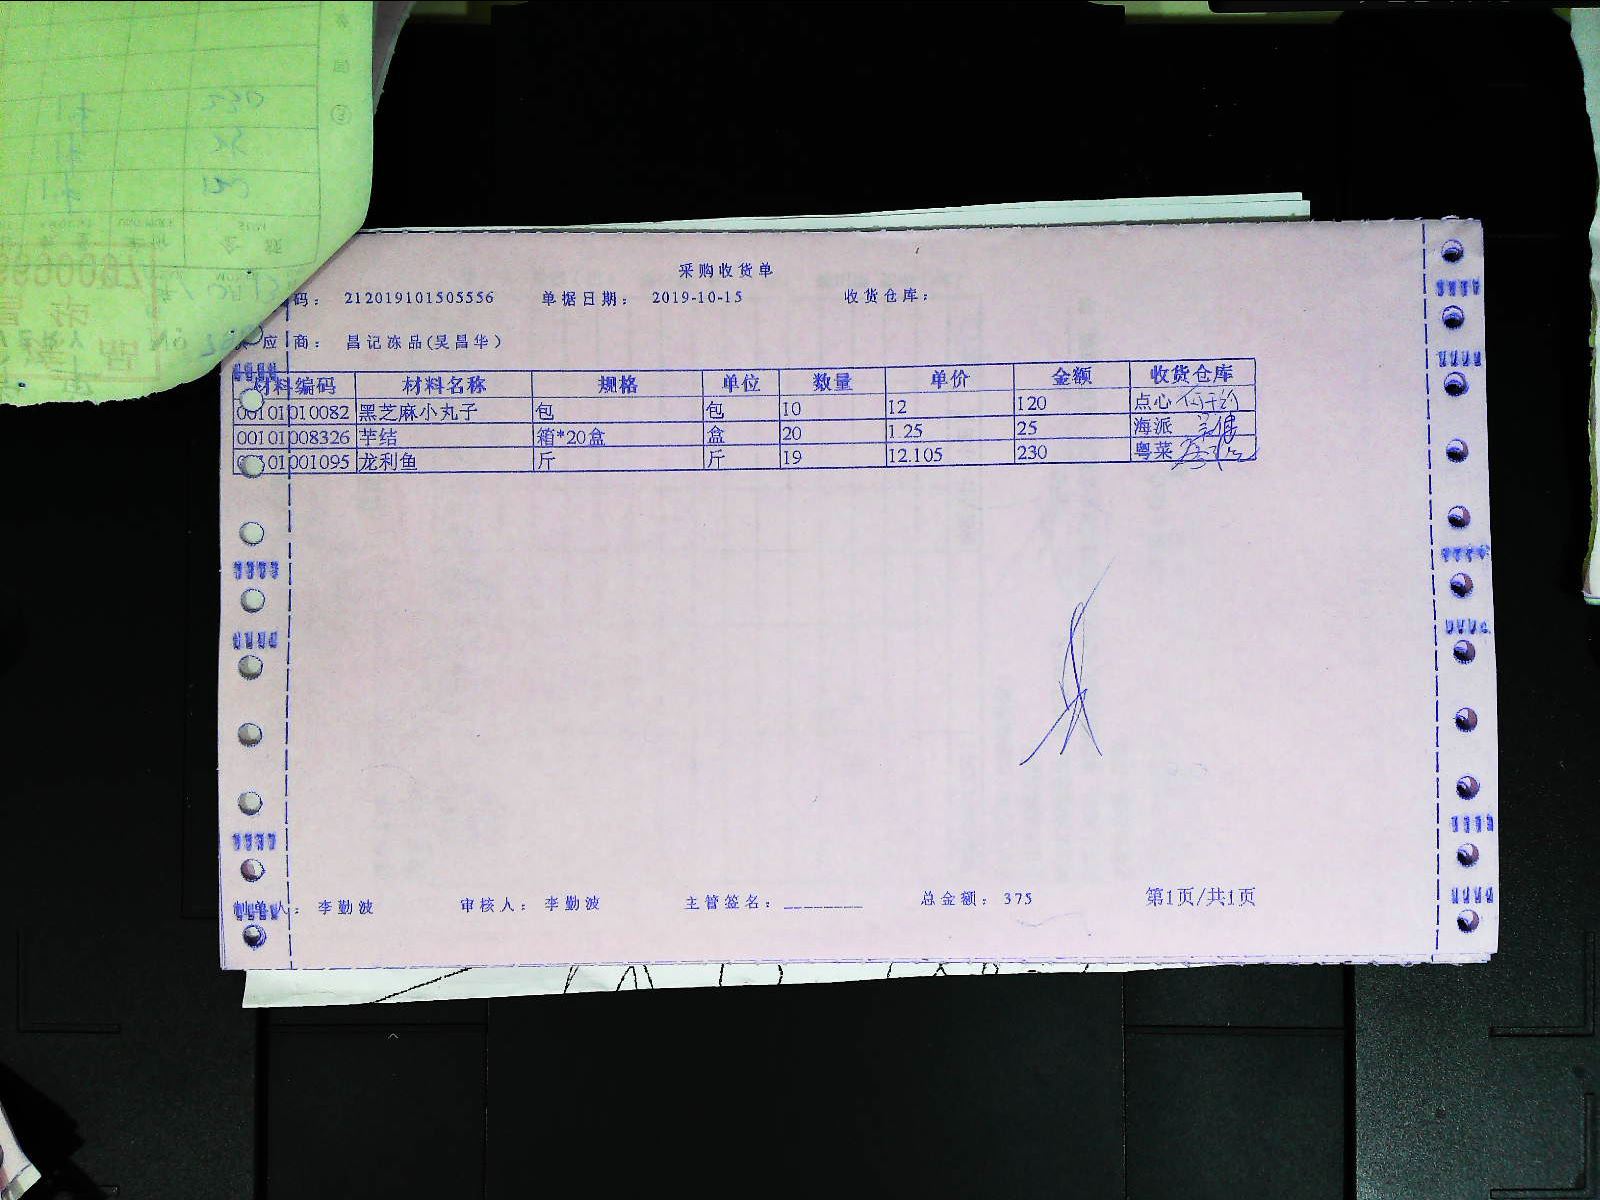 采购收货单
码： 212019101505556 单据日期： 2019-10-15 收货仓库：
应商： 昌记冻品(吴昌华)
材料编码 材料名称 规格 单位 数量 单价 金额 收货仓库
00101010082 黑芝麻小丸子 包 包 10 12 120 点心
00101008326 芋结 箱*20盒 盒 20 1.25 25 海派
00101001095 龙利鱼 斤 斤 19 12.105 230 粤菜
制单人： 李勤波 审核人： 李勤波 主管签名：________ 总金额： 375 第1页/共1页